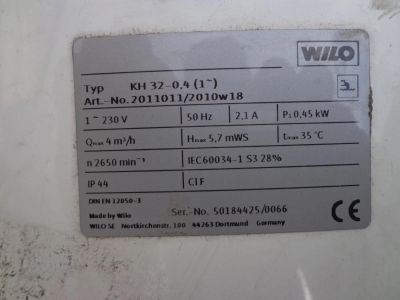 WILO
Typ KH 32-0,4 (1~)
Art.-No. 2011011/2010w18
1~ 230 V 50 Hz 2,1 A P₁ 0,45 kW
Qmax 4 m³/h Hmax 5,7 mWS tmax 35 °C
n 2650 min⁻¹ IEC60034-1 S3 28%
IP 44 Cl F
DIN EN 12050-3
Made by Wilo Ser.-No. 50184425/0066
WILO SE Nortkirchenstr. 100 44263 Dortmund Germany CE